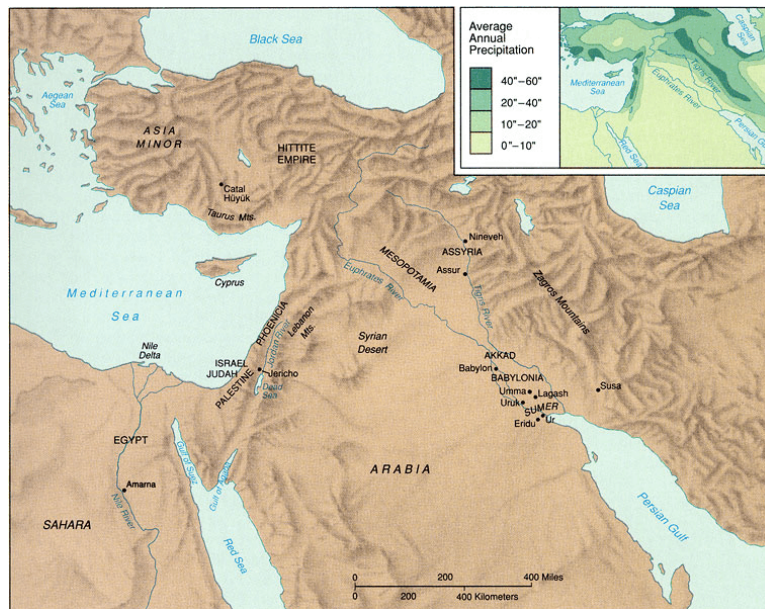 Black Sea
Aegean
Sea
ASIA
MINOR
HITTITE
EMPIRE
Catal
Hüyük
Taurus Mts.
Cyprus
Mediterranean
Sea
Nile
Delta
PHOENICIA
Jordan River
Lebanon
Mts.
ISRAEL
JUDAH
PALESTINE
Jericho
Dead
Sea
Syrian
Desert
EGYPT
Amarna
Nile River
SAHARA
Gulf of Suez
Gulf of Aqaba
Red Sea
ARABIA
Nineveh
ASSYRIA
Assur
MESOPOTAMIA
Euphrates River
Tigris River
Zagros Mountains
Caspian
Sea
AKKAD
Babylon
BABYLONIA
Umma
Lagash
Uruk
SUMER
Eridu
Ur
Susa
Persian Gulf
0 200 400 Miles
0 200 400 Kilometers
Average
Annual
Precipitation
40"–60"
20"–40"
10"–20"
0"–10"
Mediterranean
Sea
Caspian
Sea
Tigris River
Euphrates River
Red Sea
Persian Gu